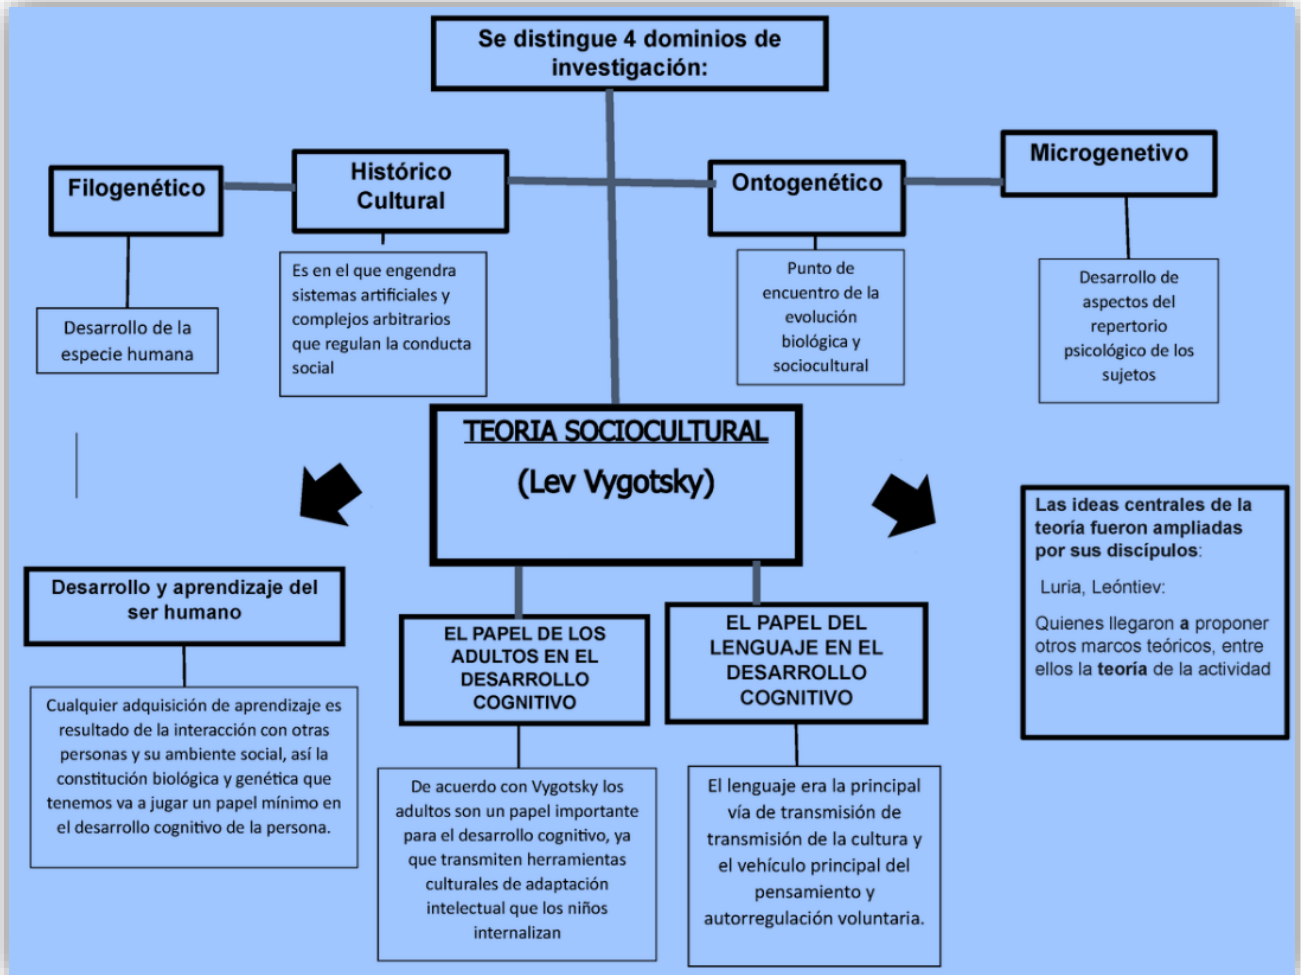 Se distingue 4 dominios de
investigación:
Filogenético
Histórico
Cultural
Ontogenético
Microgenetivo
Desarrollo de la
especie humana
Es en el que engendra
sistemas artificiales y
complejos arbitrarios
que regulan la conducta
social
Punto de
encuentro de la
evolución
biológica y
sociocultural
Desarrollo de
aspectos del
repertorio
psicológico de los
sujetos
TEORIA SOCIOCULTURAL
(Lev Vygotsky)
Desarrollo y aprendizaje del
ser humano
Cualquier adquisición de aprendizaje es
resultado de la interacción con otras
personas y su ambiente social, así la
constitución biológica y genética que
tenemos va a jugar un papel mínimo en
el desarrollo cognitivo de la persona.
EL PAPEL DE LOS
ADULTOS EN EL
DESARROLLO
COGNITIVO
De acuerdo con Vygotsky los
adultos son un papel importante
para el desarrollo cognitivo, ya
que transmiten herramientas
culturales de adaptación
intelectual que los niños
internalizan
EL PAPEL DEL
LENGUAJE EN EL
DESARROLLO
COGNITIVO
El lenguaje era la principal
vía de transmisión de
transmisión de la cultura y
el vehículo principal del
pensamiento y
autorregulación voluntaria.
Las ideas centrales de la
teoría fueron ampliadas
por sus discípulos:
Luria, Leóntiev:
Quienes llegaron a proponer
otros marcos teóricos, entre
ellos la teoría de la actividad